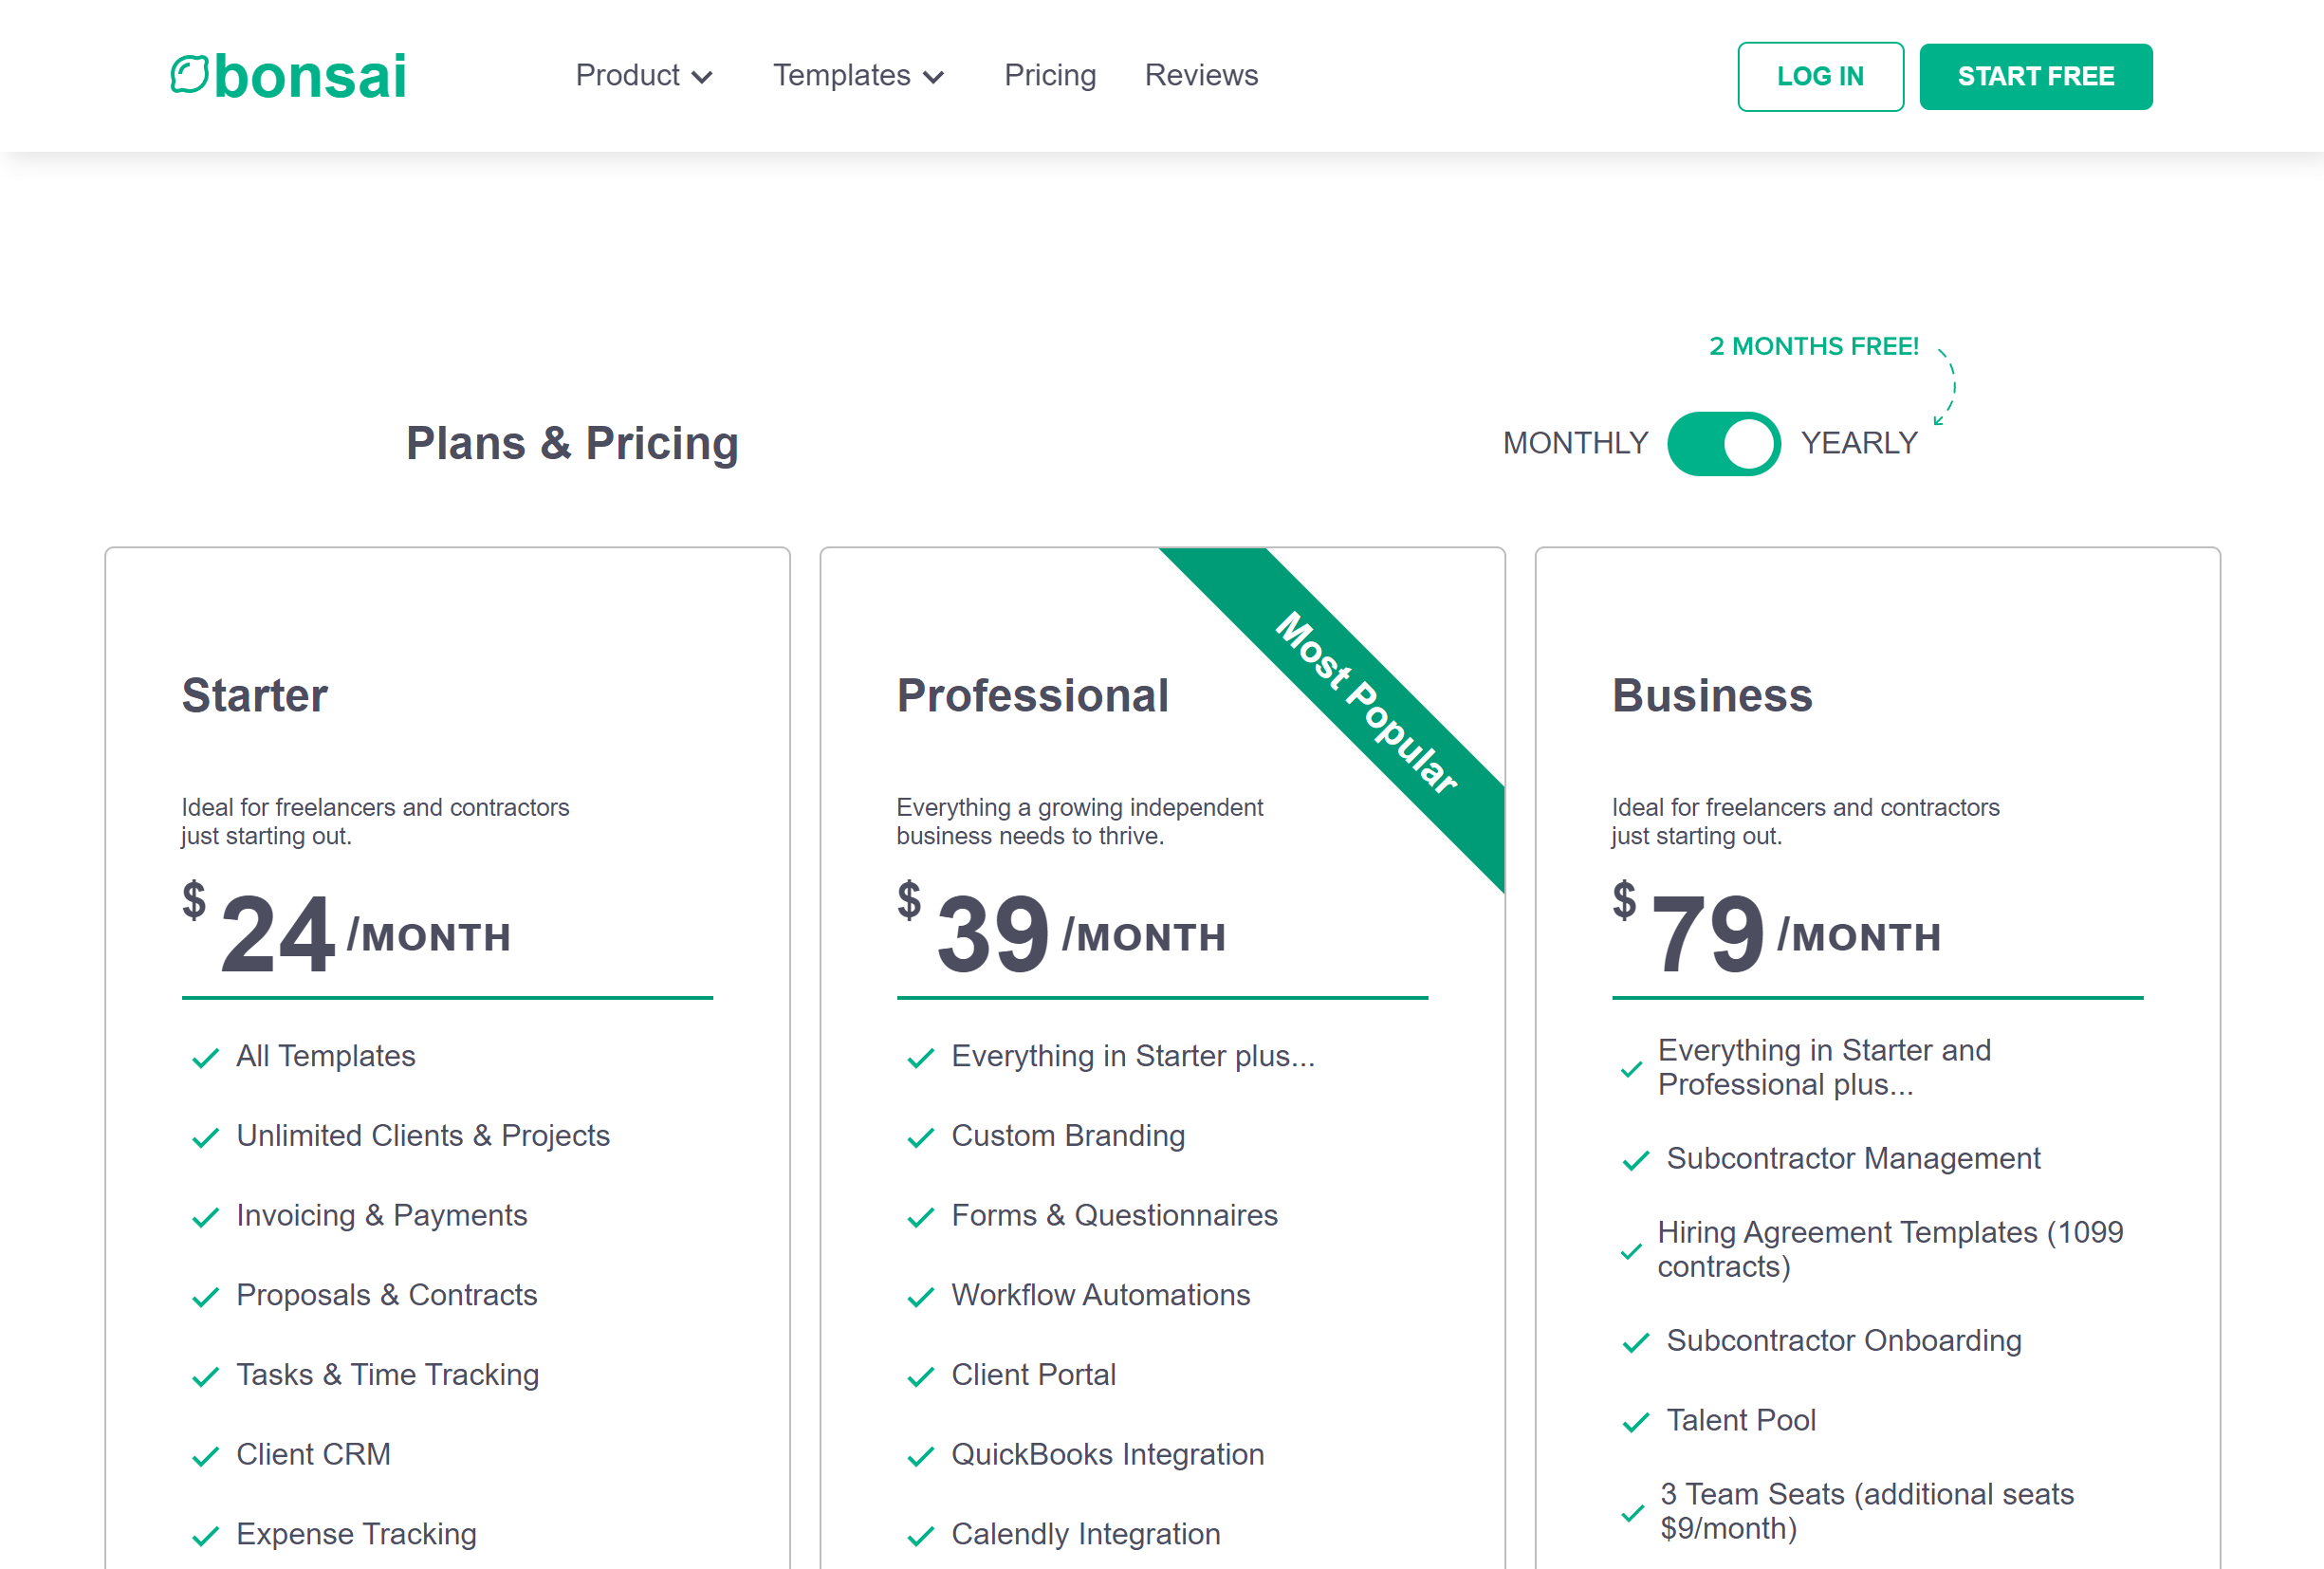 bonsai
Product
Templates
Pricing
Reviews
LOG IN
START FREE
2 MONTHS FREE!
Plans & Pricing
MONTHLY
YEARLY
Starter
Ideal for freelancers and contractors
just starting out.
$ 24 /MONTH
All Templates
Unlimited Clients & Projects
Invoicing & Payments
Proposals & Contracts
Tasks & Time Tracking
Client CRM
Expense Tracking
Most Popular
Professional
Everything a growing independent
business needs to thrive.
$ 39 /MONTH
Everything in Starter plus...
Custom Branding
Forms & Questionnaires
Workflow Automations
Client Portal
QuickBooks Integration
Calendly Integration
Business
Ideal for freelancers and contractors
just starting out.
$ 79 /MONTH
Everything in Starter and
Professional plus...
Subcontractor Management
Hiring Agreement Templates (1099
contracts)
Subcontractor Onboarding
Talent Pool
3 Team Seats (additional seats
$9/month)